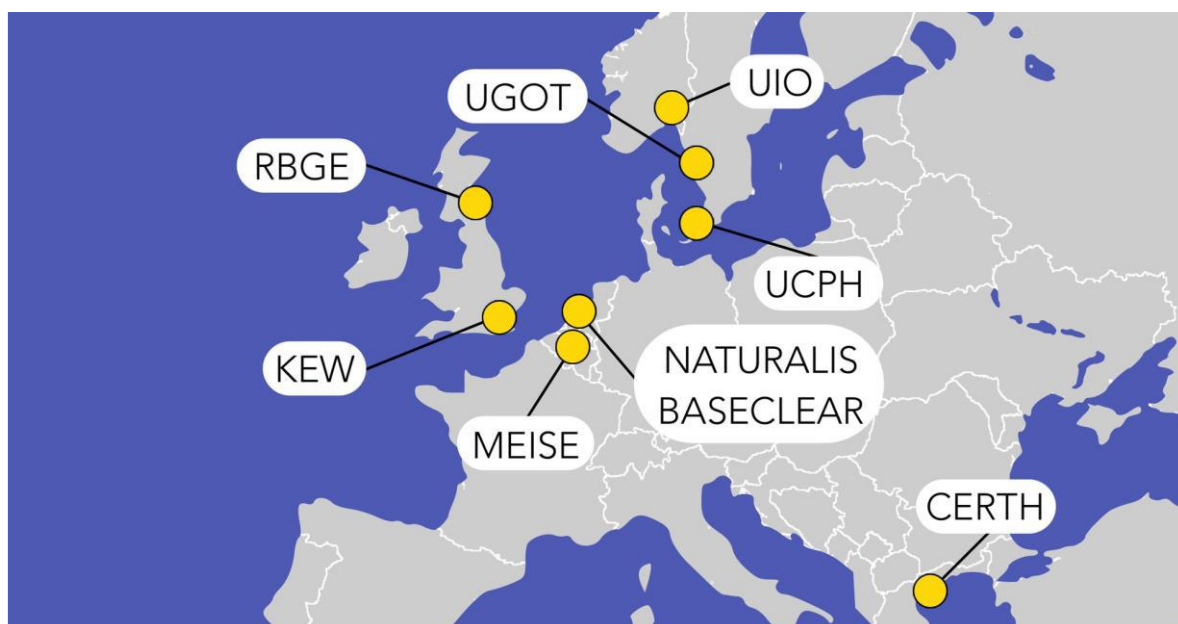 UIO
UGOT
RBGE
UCPH
KEW
NATURALIS
BASECLEAR
MEISE
CERTH